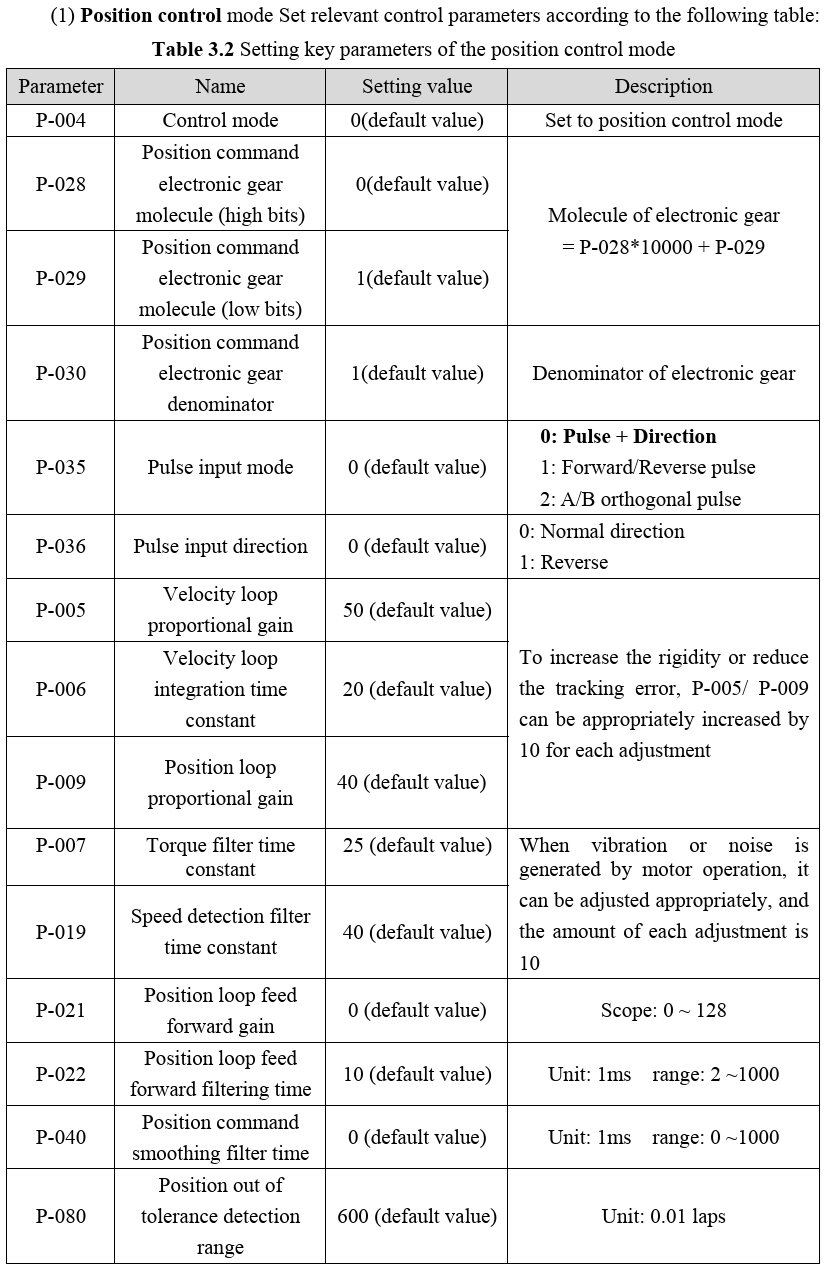 (1) Position control mode Set relevant control parameters according to the following table:
Table 3.2 Setting key parameters of the position control mode
Parameter Name Setting value Description
P-004 Control mode 0(default value) Set to position control mode
P-028
Position command
electronic gear
molecule (high bits)
0(default value)
Molecule of electronic gear
= P-028*10000 + P-029
P-029
Position command
electronic gear
molecule (low bits)
1(default value)
P-030
Position command
electronic gear
denominator
1(default value)
Denominator of electronic gear
P-035
Pulse input mode
0 (default value)
0: Pulse + Direction
1: Forward/Reverse pulse
2: A/B orthogonal pulse
P-036
Pulse input direction
0 (default value)
0: Normal direction
1: Reverse
P-005
Velocity loop
proportional gain
50 (default value)
To increase the rigidity or reduce
the tracking error, P-005/ P-009
can be appropriately increased by
10 for each adjustment
P-006
Velocity loop
integration time
constant
20 (default value)
P-009
Position loop
proportional gain
40 (default value)
P-007
Torque filter time
constant
25 (default value)
When vibration or noise is
generated by motor operation, it
can be adjusted appropriately, and
the amount of each adjustment is
10
P-019
Speed detection filter
time constant
40 (default value)
P-021
Position loop feed
forward gain
0 (default value)
Scope: 0 ~ 128
P-022
Position loop feed
forward filtering time
10 (default value)
Unit: 1ms range: 2 ~1000
P-040
Position command
smoothing filter time
0 (default value)
Unit: 1ms range: 0 ~1000
P-080
Position out of
tolerance detection
range
600 (default value)
Unit: 0.01 laps